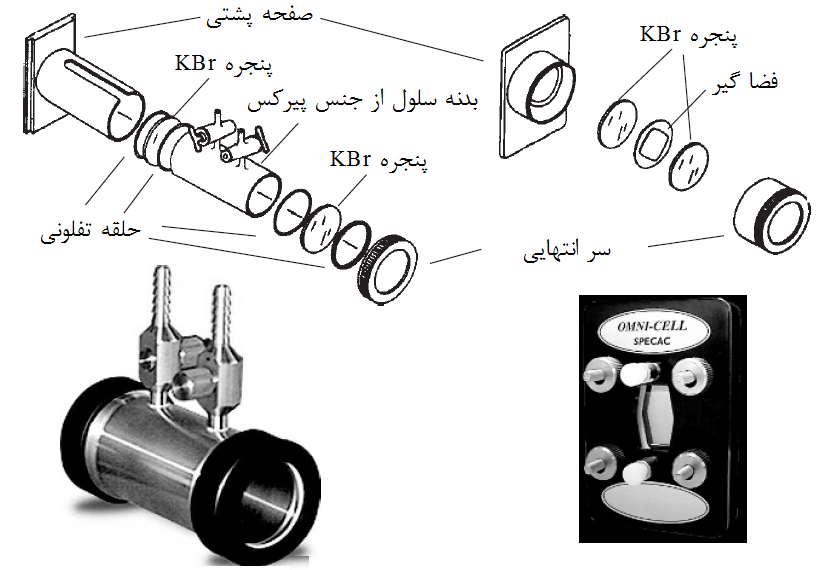 صفحه پشتی
پنجره KBr
پنجره KBr
فضا گیر
بدنه سلول از جنس پیرکس
پنجره KBr
حلقه تفلونی
سر انتهایی
OMNI-CELL
SPECAC